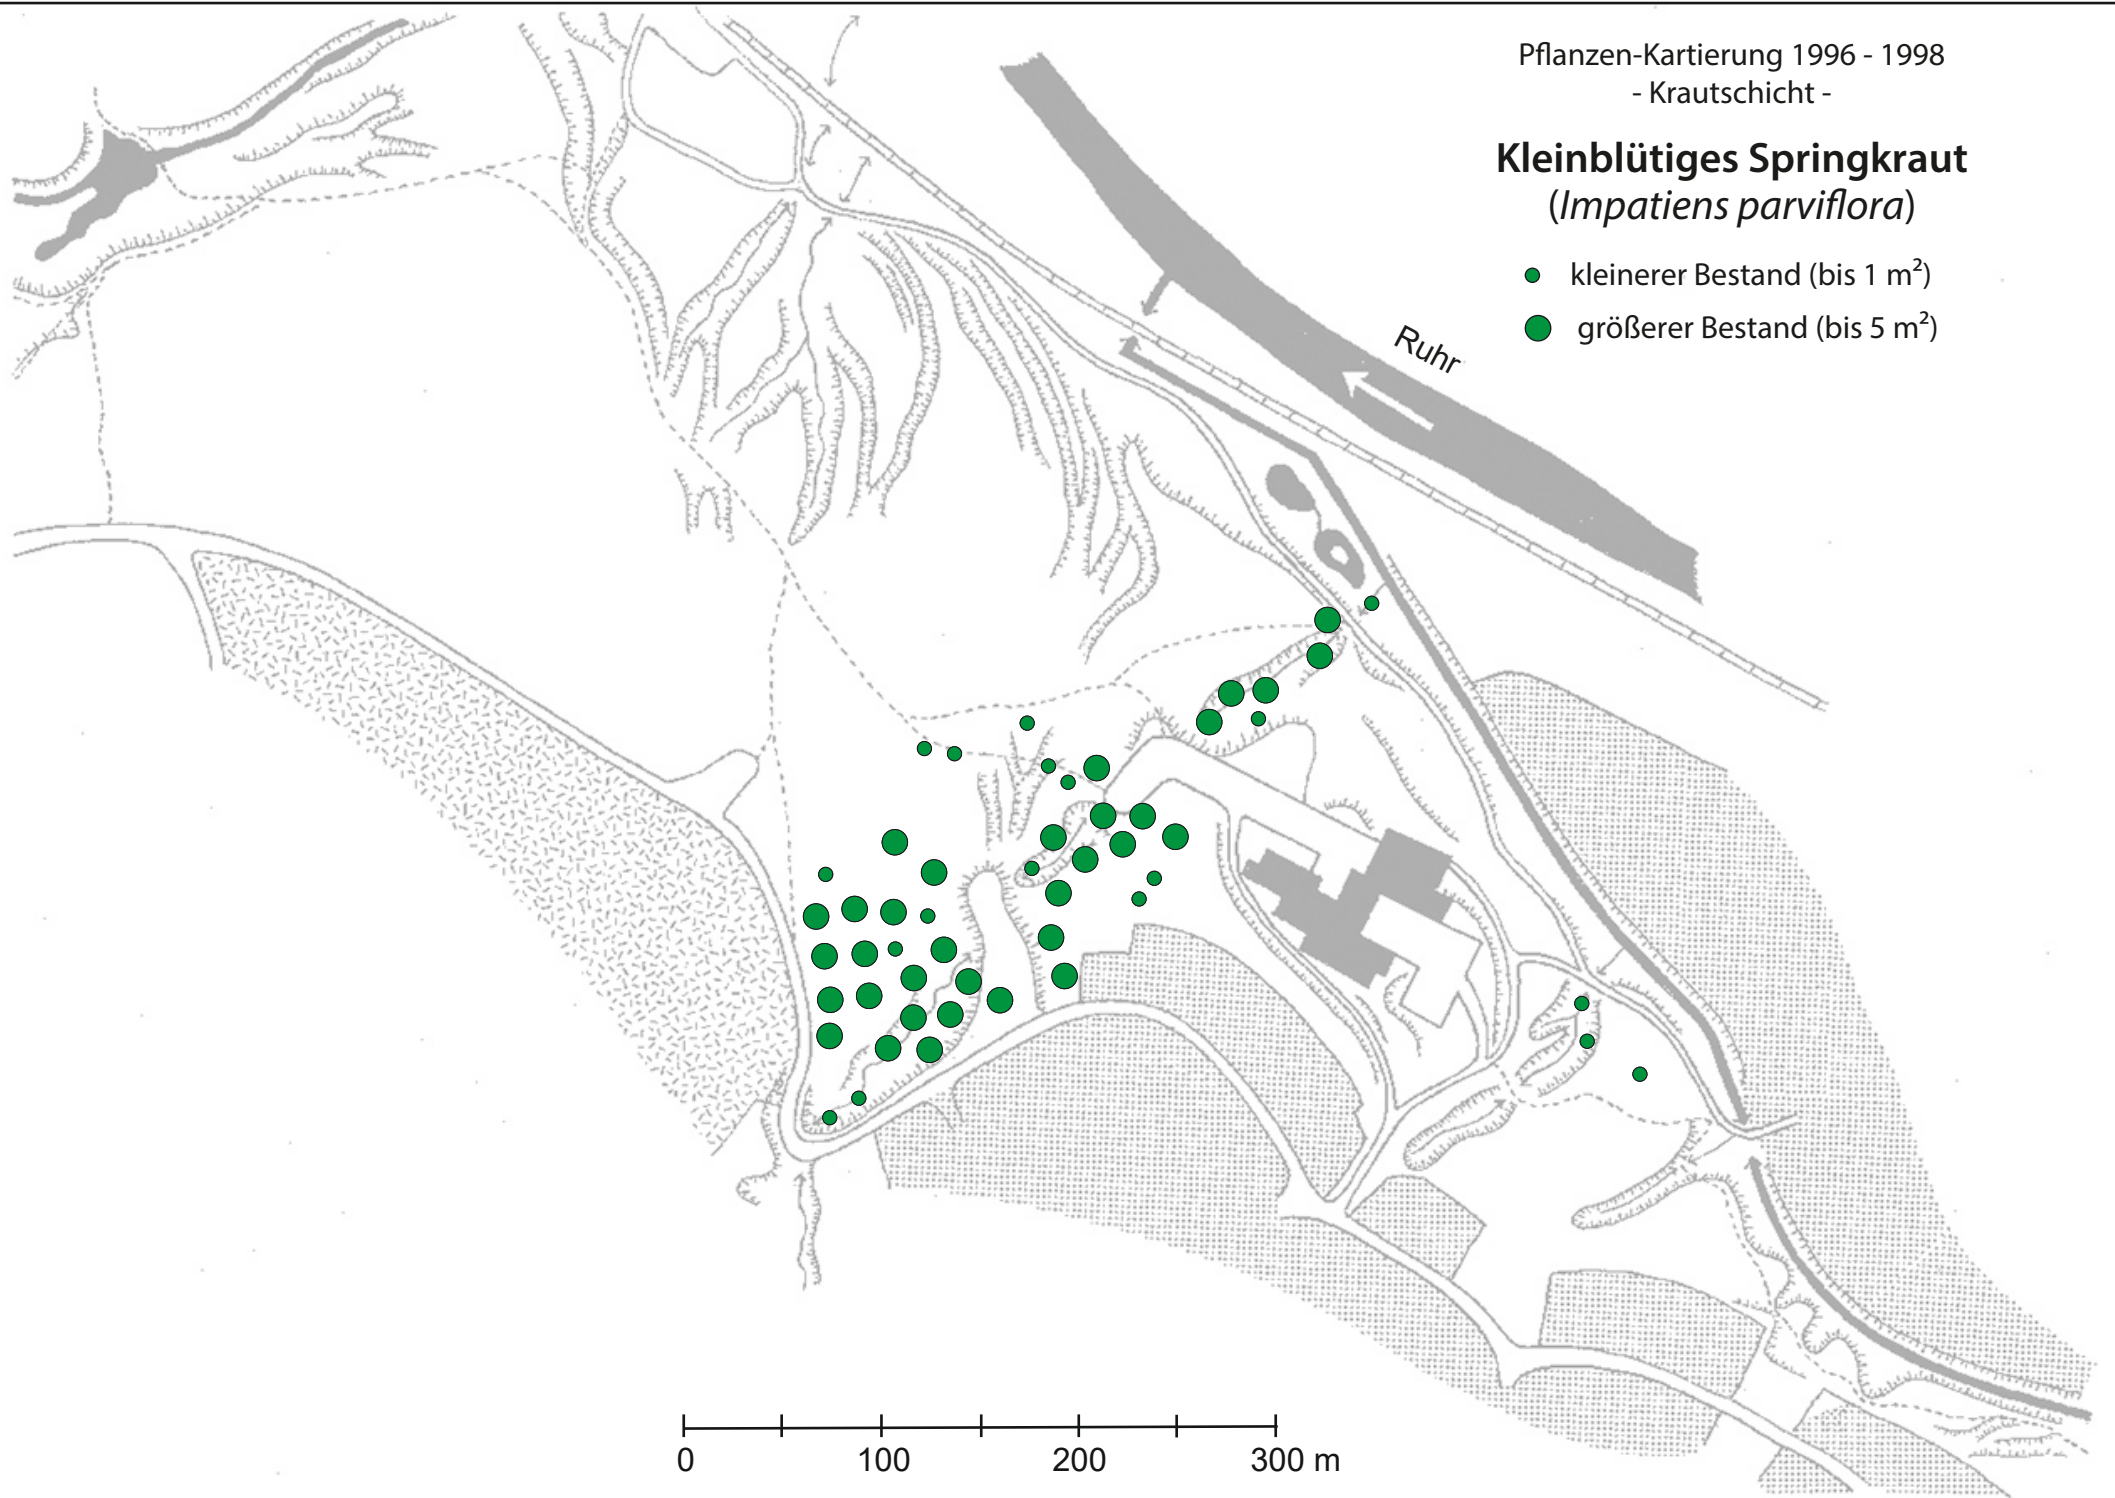 Pflanzen-Kartierung 1996 - 1998
- Krautschicht -
Kleinblütiges Springkraut
(Impatiens parviflora)
kleinerer Bestand (bis 1 m²)
größerer Bestand (bis 5 m²)
Ruhr
0 100 200 300 m